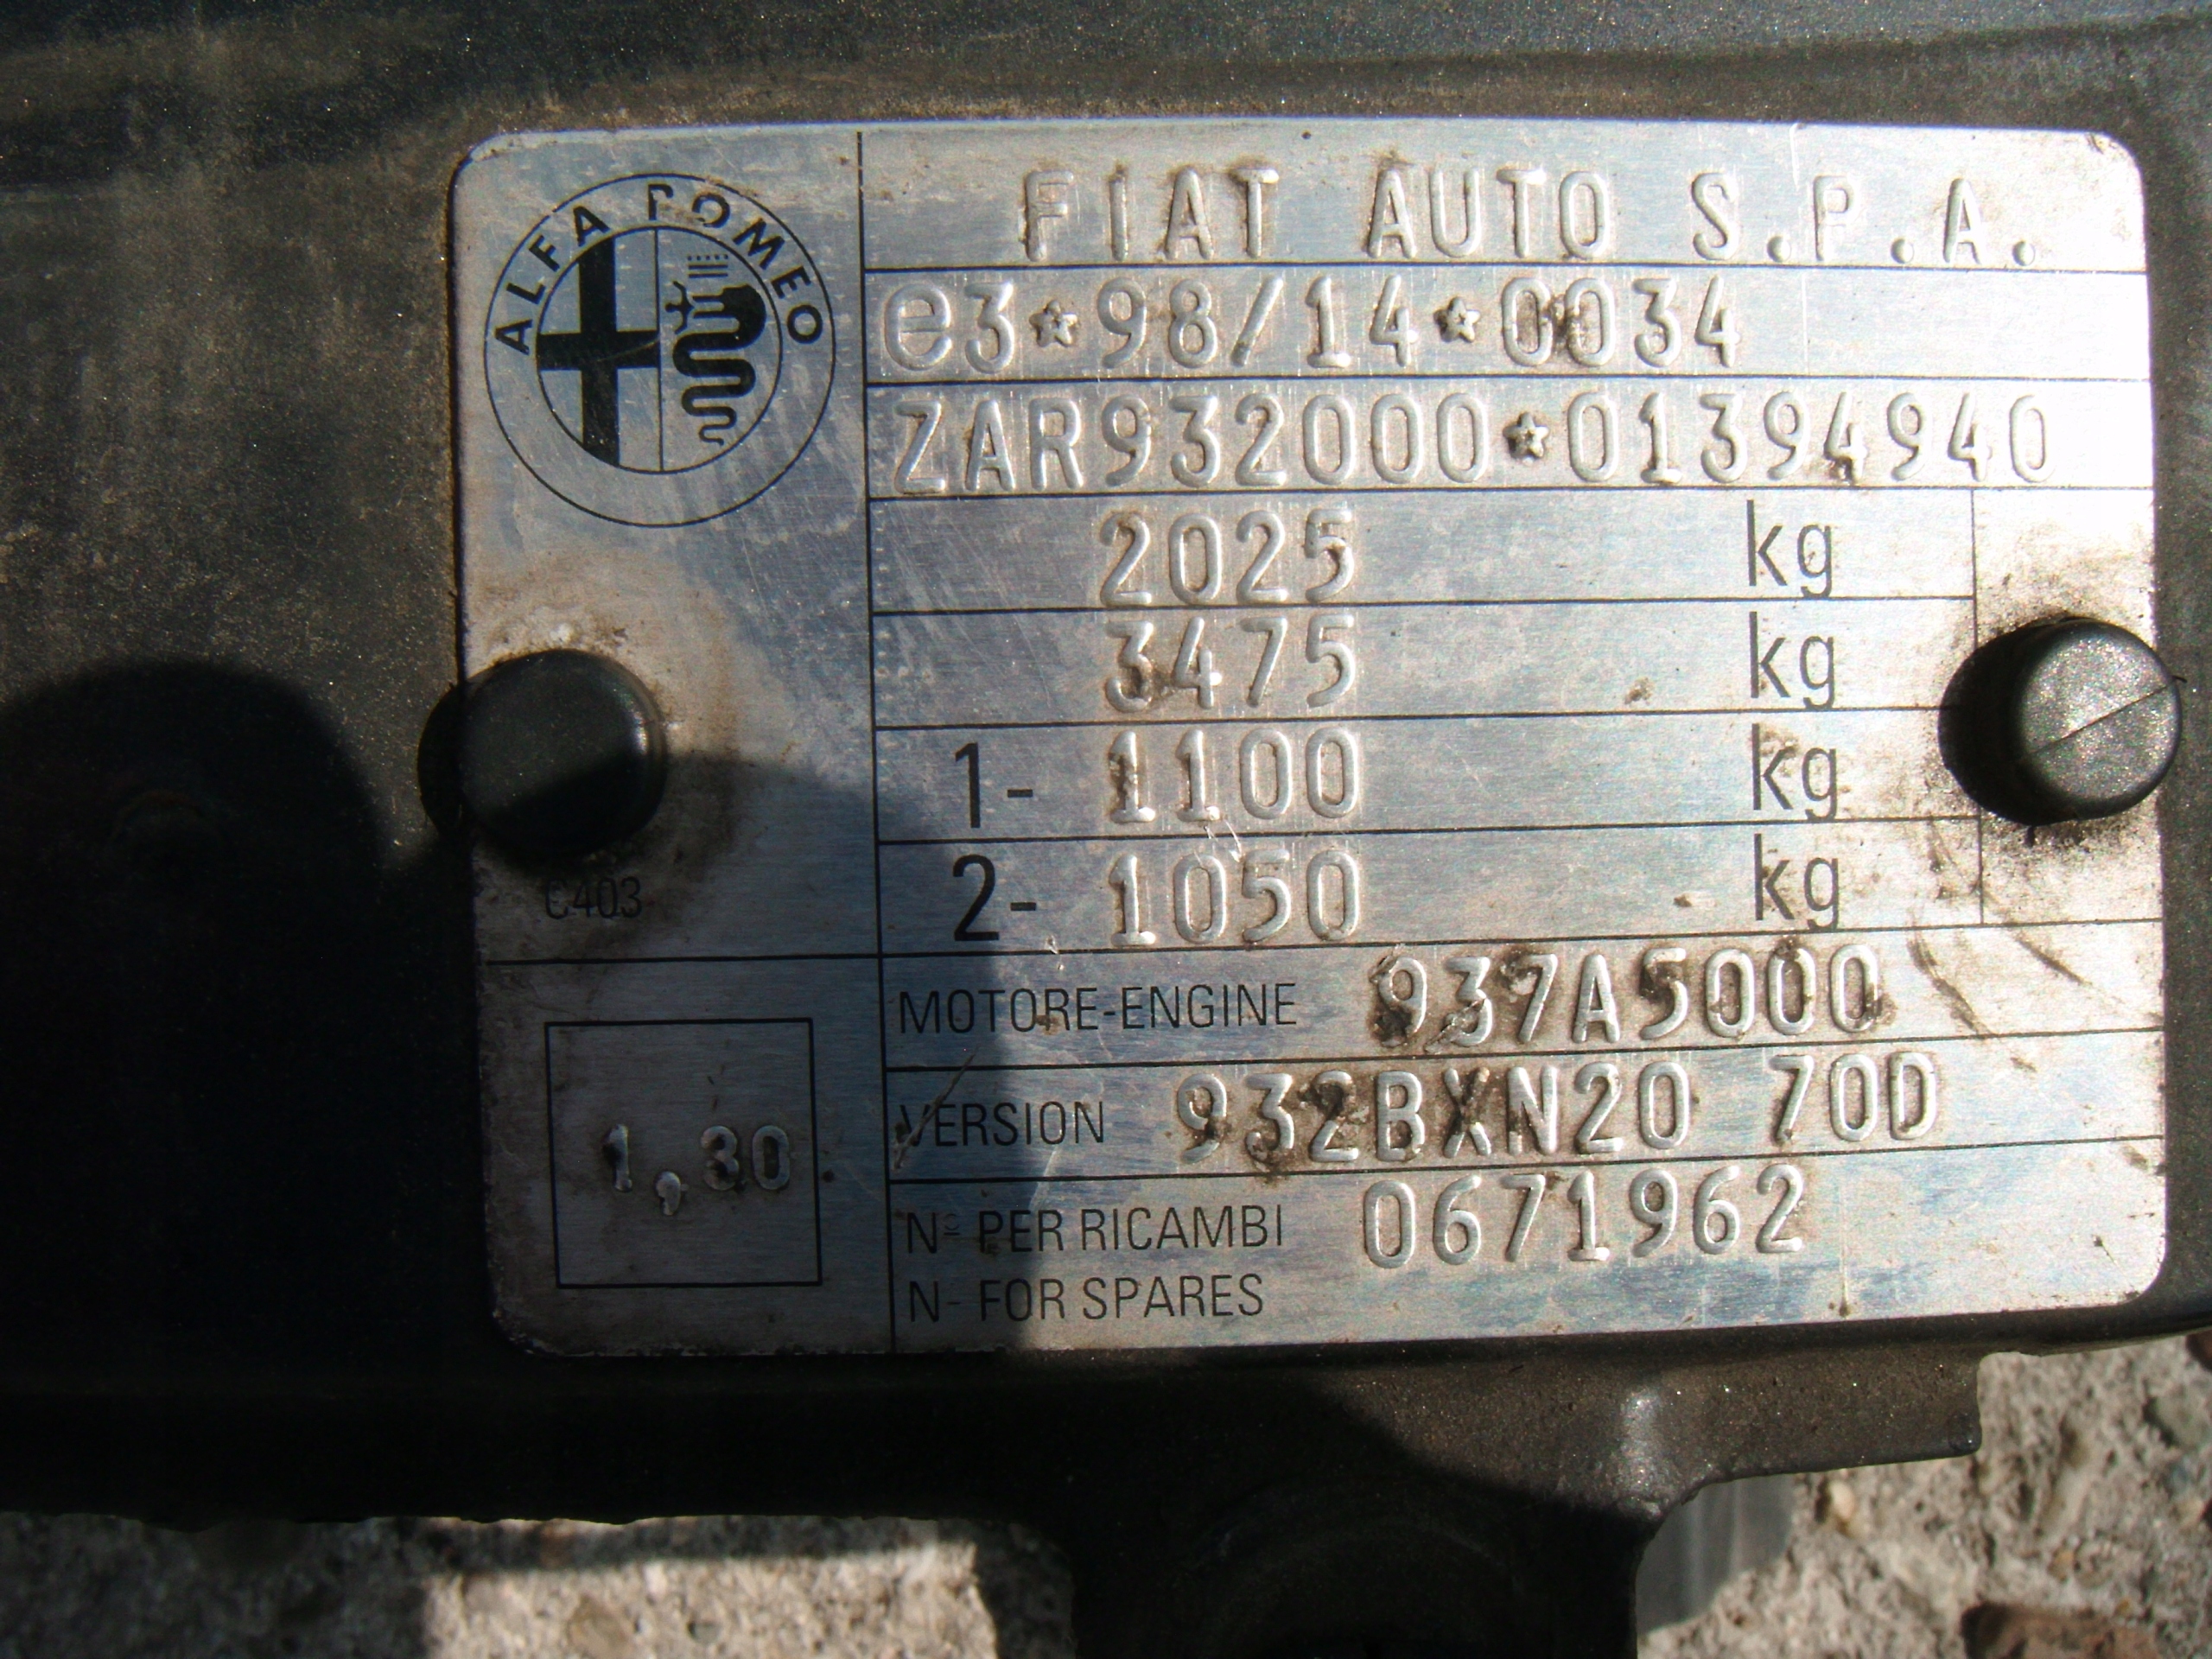 ALFA ROMEO
FIAT AUTO S.P.A.
e3*98/14*0034
ZAR932000*01394940
2025 kg
3475 kg
1- 1100 kg
2- 1050 kg
C403
MOTORE-ENGINE 937A5000
VERSION 932BXN20 70D
1,30
Nº PER RICAMBI 0671962
N- FOR SPARES